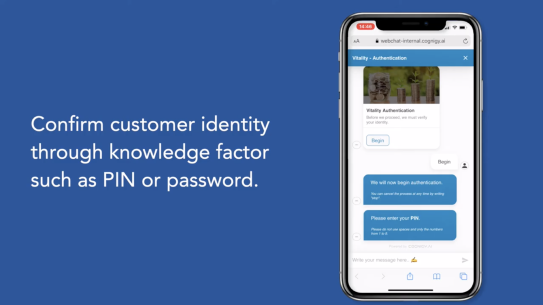 Confirm customer identity
through knowledge factor
such as PIN or password.
AA
webchat-internal.cognigy.ai
Vitality - Authentication
Vitality Authentication
Before we proceed, we must verify
your identity.
Begin
Begin
We will now begin authentication.
You can cancel the process at any time by writing
Please enter your PIN
Please do not use spaces and only the numbers
from 1 to 9
Write your message here...